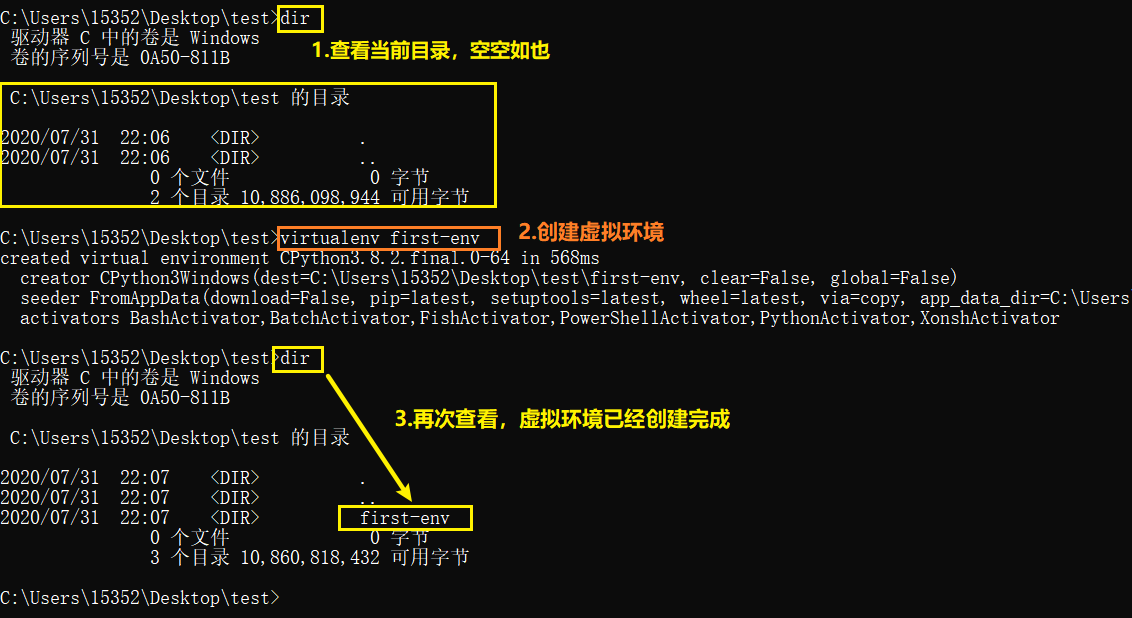 C:\Users\15352\Desktop\test>dir
驱动器 C 中的卷是 Windows
卷的序列号是 0A50-811B
1.查看当前目录，空空如也
C:\Users\15352\Desktop\test 的目录
2020/07/31  22:06    <DIR>          .
2020/07/31  22:06    <DIR>          ..
0 个文件              0 字节
2 个目录 10,886,098,944 可用字节
C:\Users\15352\Desktop\test>virtualenv first-env
2.创建虚拟环境
created virtual environment CPython3.8.2.final.0-64 in 568ms
creator CPython3Windows(dest=C:\Users\15352\Desktop\test\first-env, clear=False, global=False)
seeder FromAppData(download=False, pip=latest, setuptools=latest, wheel=latest, via=copy, app_data_dir=C:\Users
activators BashActivator,BatchActivator,FishActivator,PowerShellActivator,PythonActivator,XonshActivator
C:\Users\15352\Desktop\test>dir
驱动器 C 中的卷是 Windows
卷的序列号是 0A50-811B
3.再次查看，虚拟环境已经创建完成
C:\Users\15352\Desktop\test 的目录
2020/07/31  22:07    <DIR>          .
2020/07/31  22:07    <DIR>          ..
2020/07/31  22:07    <DIR>          first-env
0 个文件              0 字节
3 个目录 10,860,818,432 可用字节
C:\Users\15352\Desktop\test>